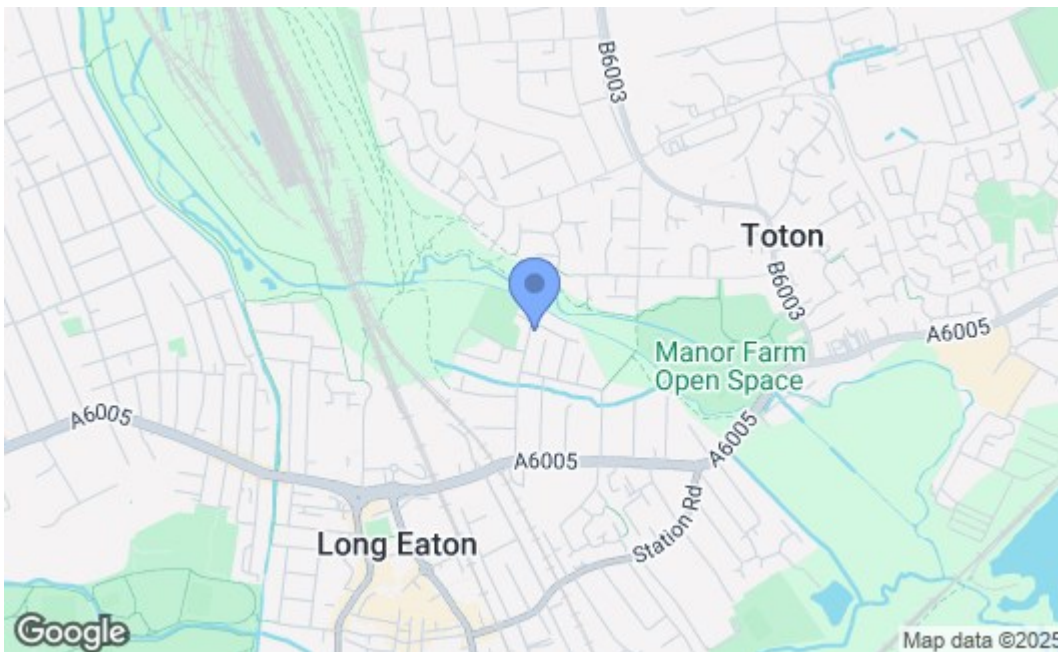 B6003
Toton
B6003
A6005
Manor Farm
Open Space
A6005
A6005
A6005
Station Rd
Long Eaton
Google
Map data ©2025